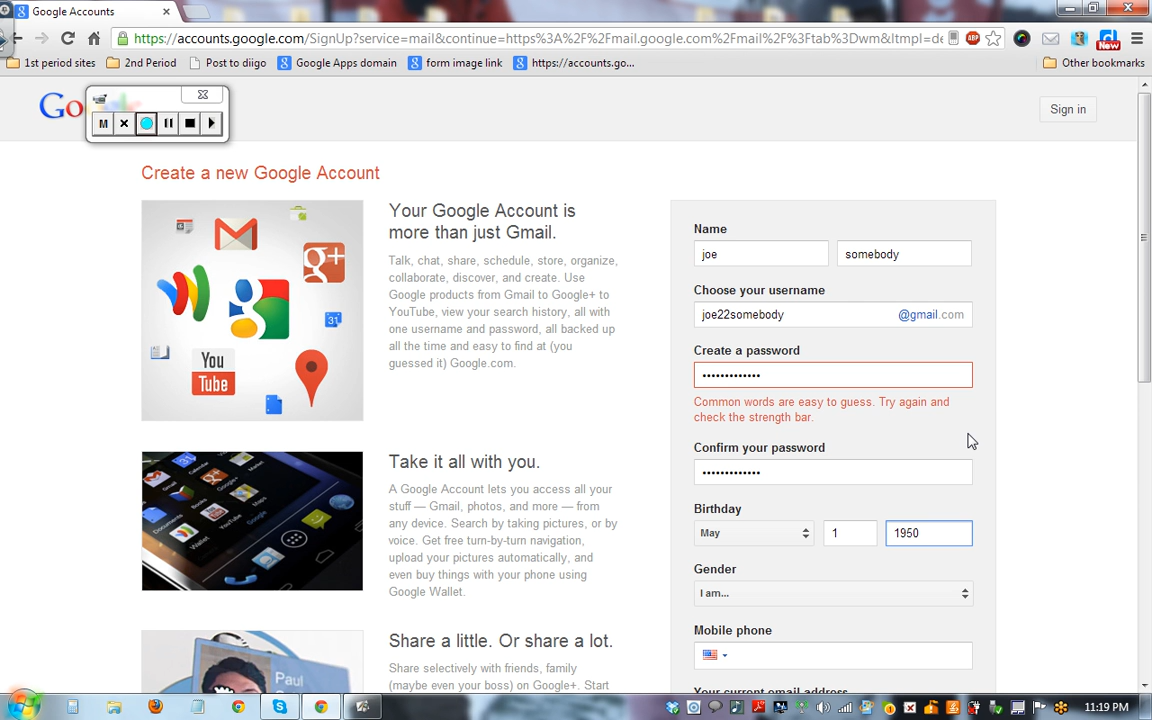 Google Accounts
https://accounts.google.com/SignUp?service=mail&continue=https%3A%2F%2Fmail.google.com%2Fmail%2F%3Ftab%3Dwm&ltmpl=de
New
1st period sites
2nd Period
Post to diigo
Google Apps domain
form image link
https://accounts.go...
Other bookmarks
Go
M
Sign in
Create a new Google Account
Your Google Account is
more than just Gmail.
Talk, chat, share, schedule, store, organize,
collaborate, discover, and create. Use
Google products from Gmail to Google+ to
YouTube, view your search history, all with
one username and password, all backed up
all the time and easy to find at (you
guessed it) Google.com.
g+
31
You
Tube
Name
joe
somebody
Choose your username
joe22somebody
@gmail.com
Create a password
•••••••••••••
Common words are easy to guess. Try again and
check the strength bar.
Confirm your password
•••••••••••••
Birthday
May
1
1950
Gender
I am...
Mobile phone
Your current email address
Take it all with you.
A Google Account lets you access all your
stuff — Gmail, photos, and more — from
any device. Search by taking pictures, or by
voice. Get free turn-by-turn navigation,
upload your pictures automatically, and
even buy things with your phone using
Google Wallet.
Share a little. Or share a lot.
Share selectively with friends, family
(maybe even your boss) on Google+. Start
Paul
11:19 PM